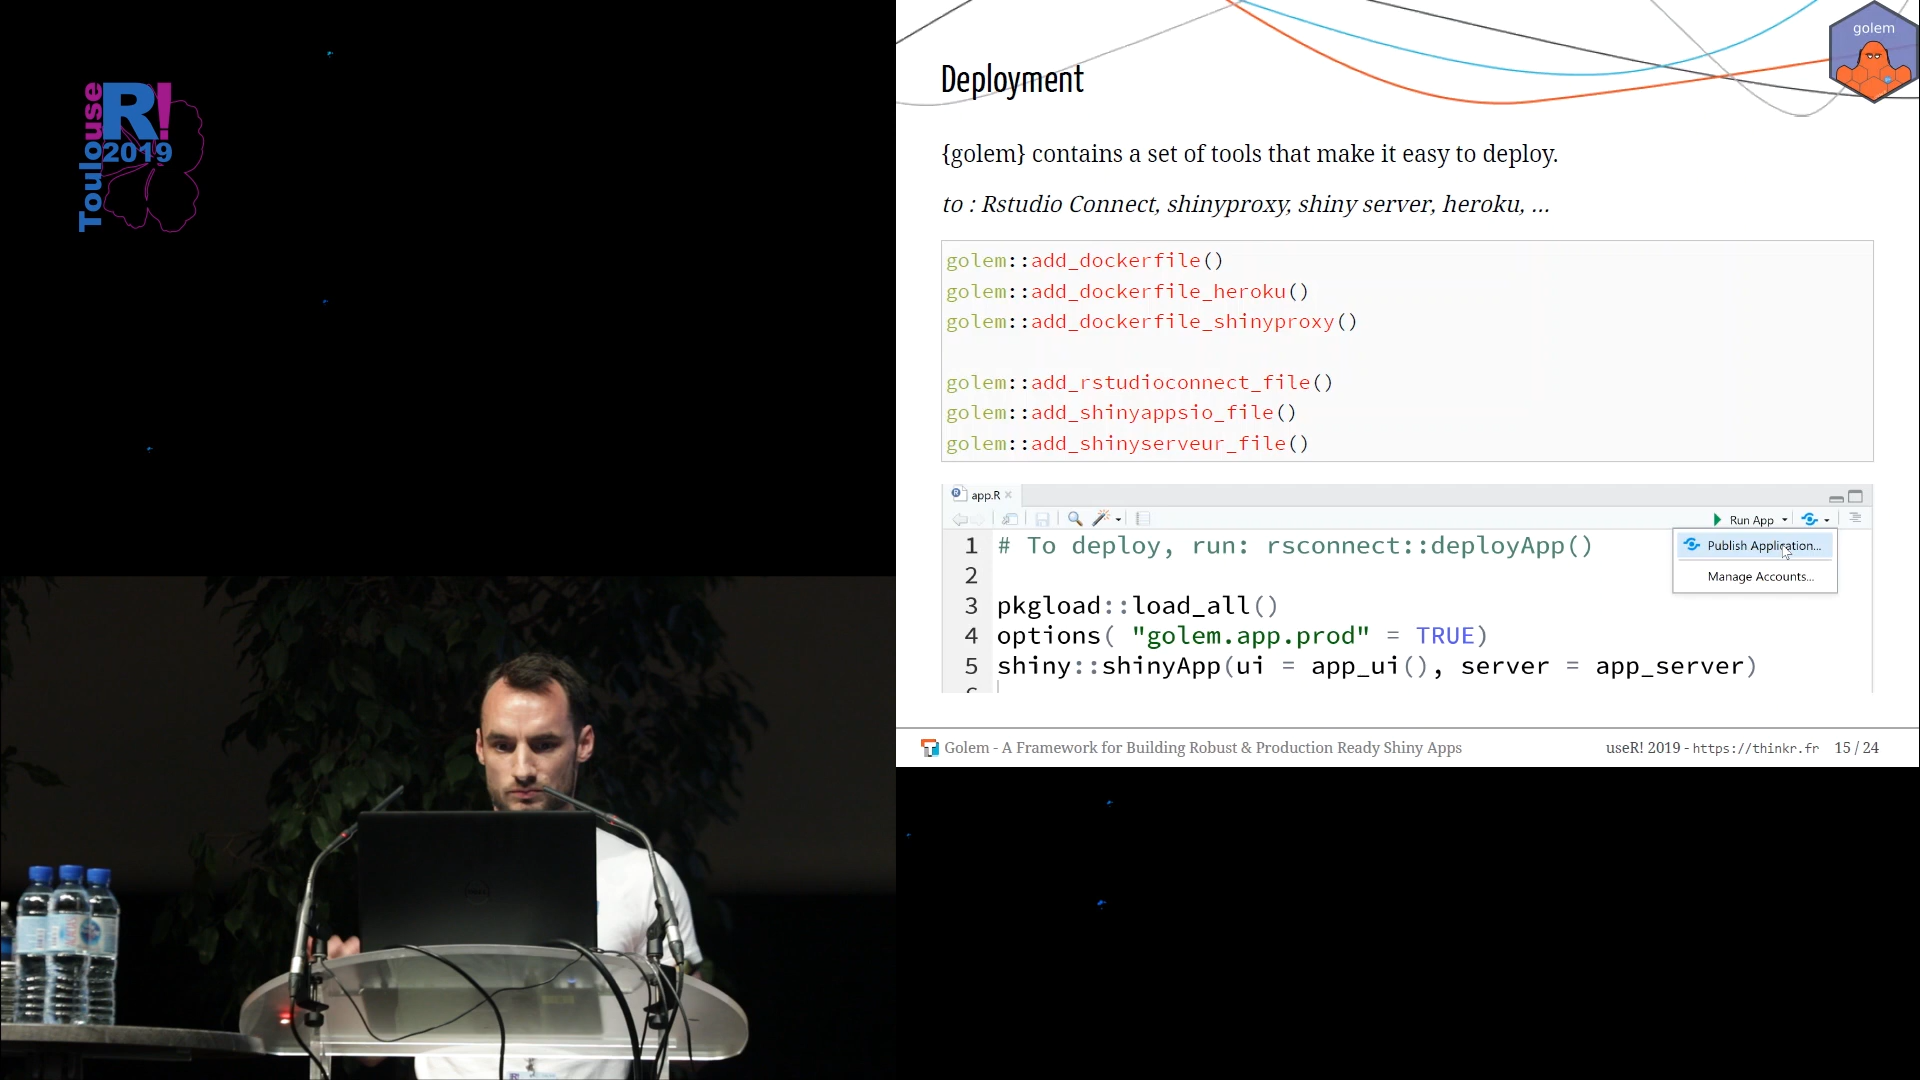 Toulouse
R!
2019
golem
Deployment
{golem} contains a set of tools that make it easy to deploy.
to : Rstudio Connect, shinyproxy, shiny server, heroku, ...
golem::add_dockerfile()
golem::add_dockerfile_heroku()
golem::add_dockerfile_shinyproxy()
golem::add_rstudioconnect_file()
golem::add_shinyappsio_file()
golem::add_shinyserveur_file()
app.R
Run App
Publish Application...
Manage Accounts...
1 # To deploy, run: rsconnect::deployApp()
2
3 pkgload::load_all()
4 options( "golem.app.prod" = TRUE)
5 shiny::shinyApp(ui = app_ui(), server = app_server)
Golem - A Framework for Building Robust & Production Ready Shiny Apps
useR! 2019 - https://thinkr.fr 15 / 24